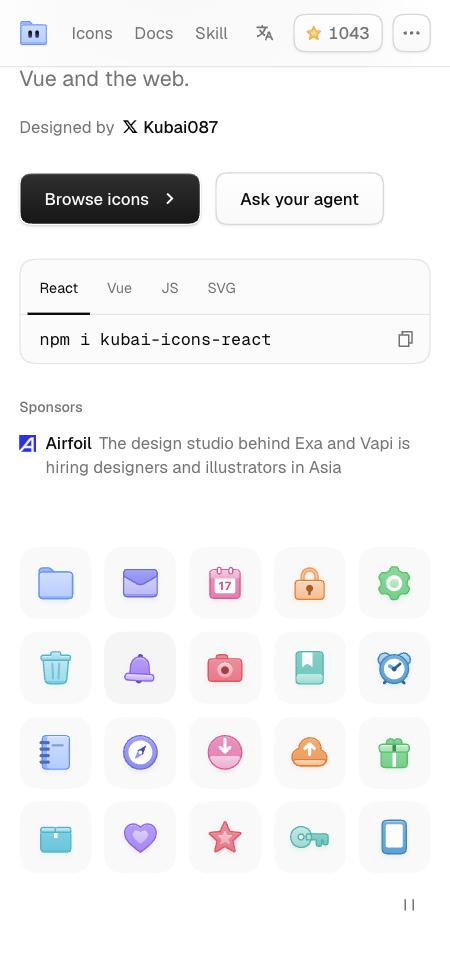 Icons Docs Skill 1043
Vue and the web.
Designed by Kubai087
Browse icons Ask your agent
React Vue JS SVG
npm i kubai-icons-react
Sponsors
Airfoil The design studio behind Exa and Vapi is
hiring designers and illustrators in Asia
17